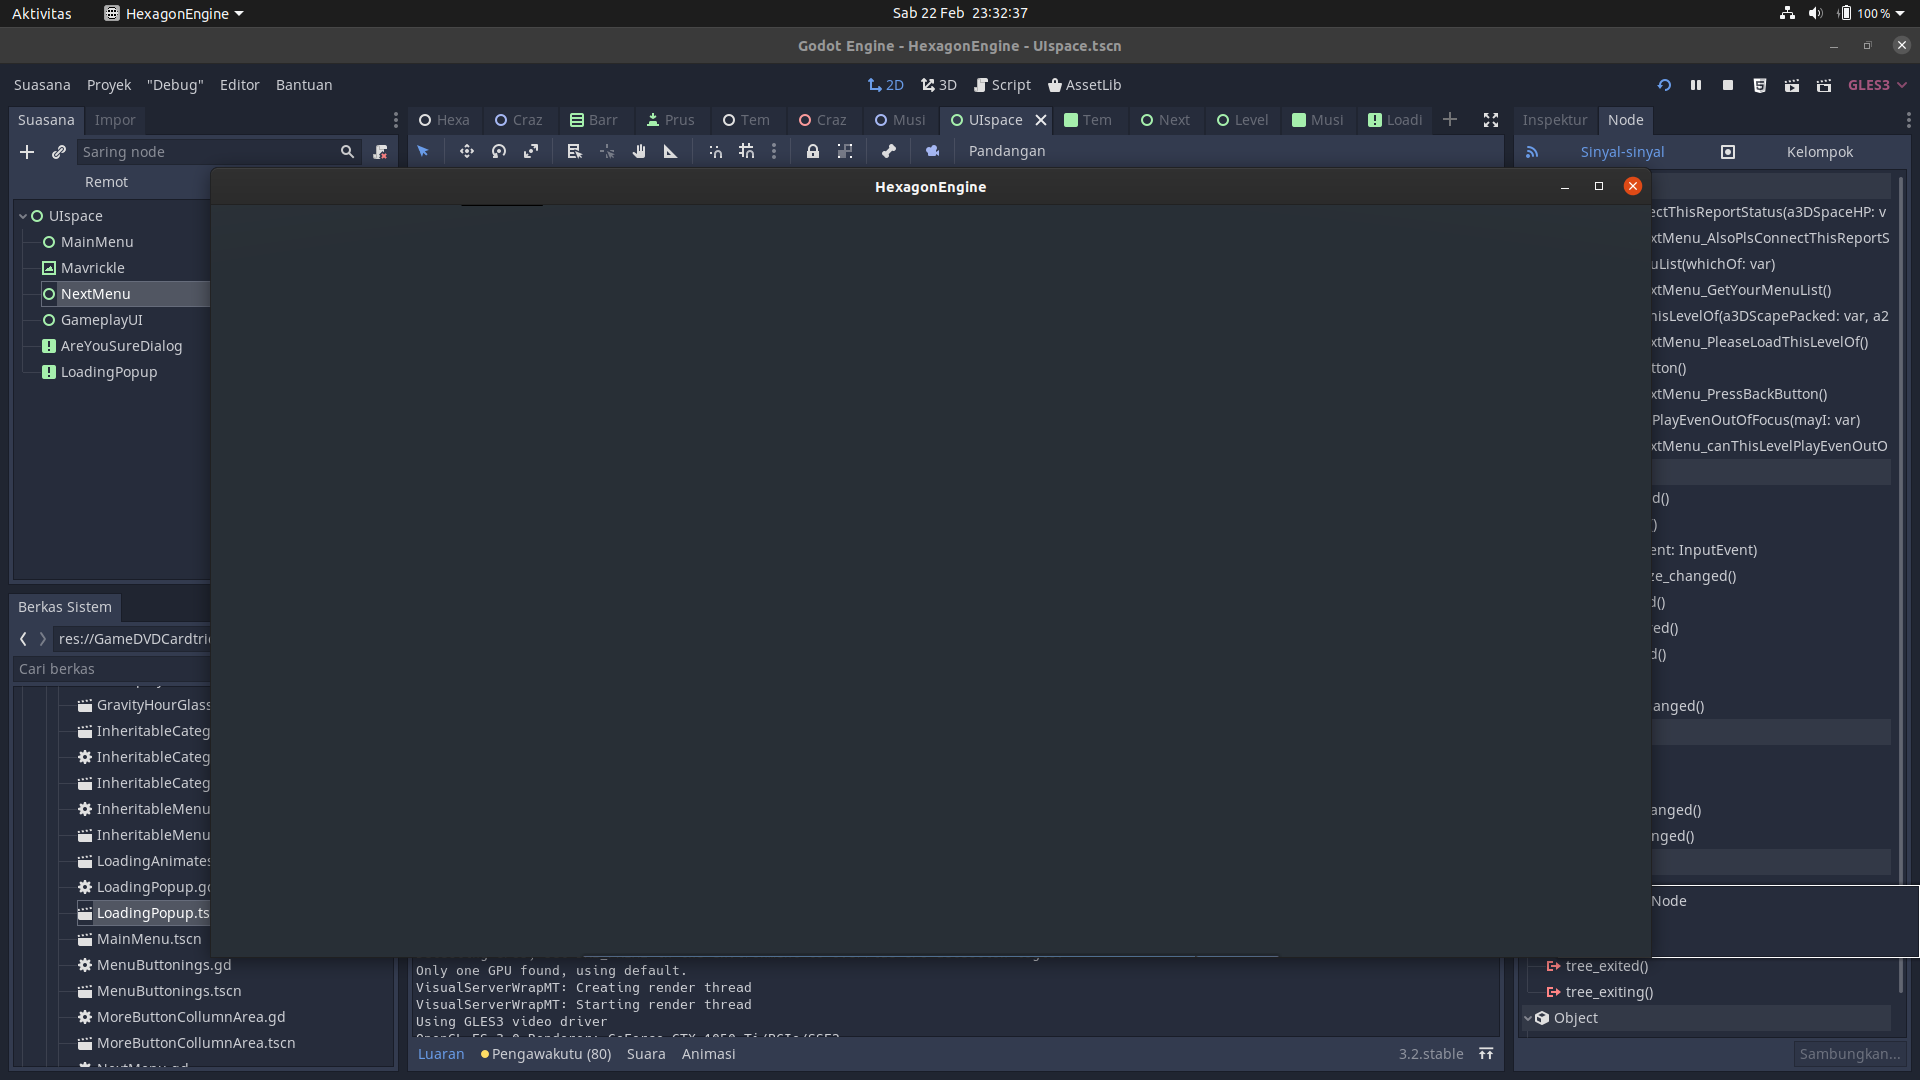 Aktivitas
HexagonEngine
Sab 22 Feb 23:32:37
100 %
Godot Engine - HexagonEngine - UIspace.tscn
Suasana
Proyek
"Debug"
Editor
Bantuan
2D
3D
Script
AssetLib
GLES3
Suasana
Impor
Hexa
Craz
Barr
Prus
Tem
Craz
Musi
UIspace
Tem
Next
Level
Musi
Loadi
Inspektur
Node
Saring node
Pandangan
Sinyal-sinyal
Kelompok
Remot
HexagonEngine
UIspace
MainMenu
Mavrickle
NextMenu
GameplayUI
AreYouSureDialog
LoadingPopup
ectThisReportStatus(a3DSpaceHP: v
xtMenu_AlsoPlsConnectThisReportS
uList(whichOf: var)
xtMenu_GetYourMenuList()
hisLevelOf(a3DScapePacked: var, a2
xtMenu_PleaseLoadThisLevelOf()
tton()
xtMenu_PressBackButton()
PlayEvenOutOfFocus(mayI: var)
xtMenu_canThisLevelPlayEvenOutO
d()
ent: InputEvent)
ze_changed()
d()
red()
d()
anged()
anged()
nged()
Node
tree_exited()
tree_exiting()
Object
Sambungkan...
Berkas Sistem
res://GameDVDCardtri
Cari berkas
GravityHourGlass
InheritableCateg
InheritableCateg
InheritableCateg
InheritableMenu
InheritableMenu
LoadingAnimates
LoadingPopup.g
LoadingPopup.ts
MainMenu.tscn
MenuButtonings.gd
MenuButtonings.tscn
MoreButtonCollumnArea.gd
MoreButtonCollumnArea.tscn
Only one GPU found, using default.
VisualServerWrapMT: Creating render thread
VisualServerWrapMT: Starting render thread
Using GLES3 video driver
Luaran
Pengawakutu (80)
Suara
Animasi
3.2.stable